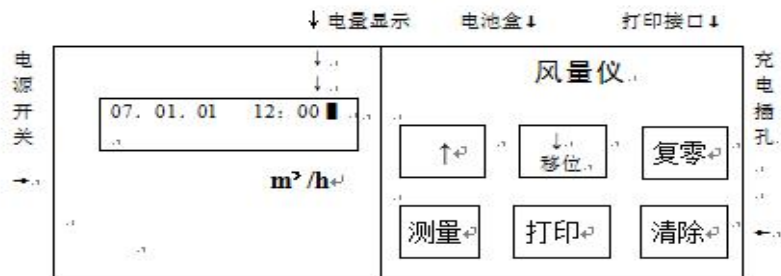 ↓电量显示 电池盒↓ 打印接口↓
电源开关
→
↓
↓
07. 01. 01 12: 00
m³/h
风量仪
↑
↓
移位
复零
测量
打印
清除
充电插孔
←